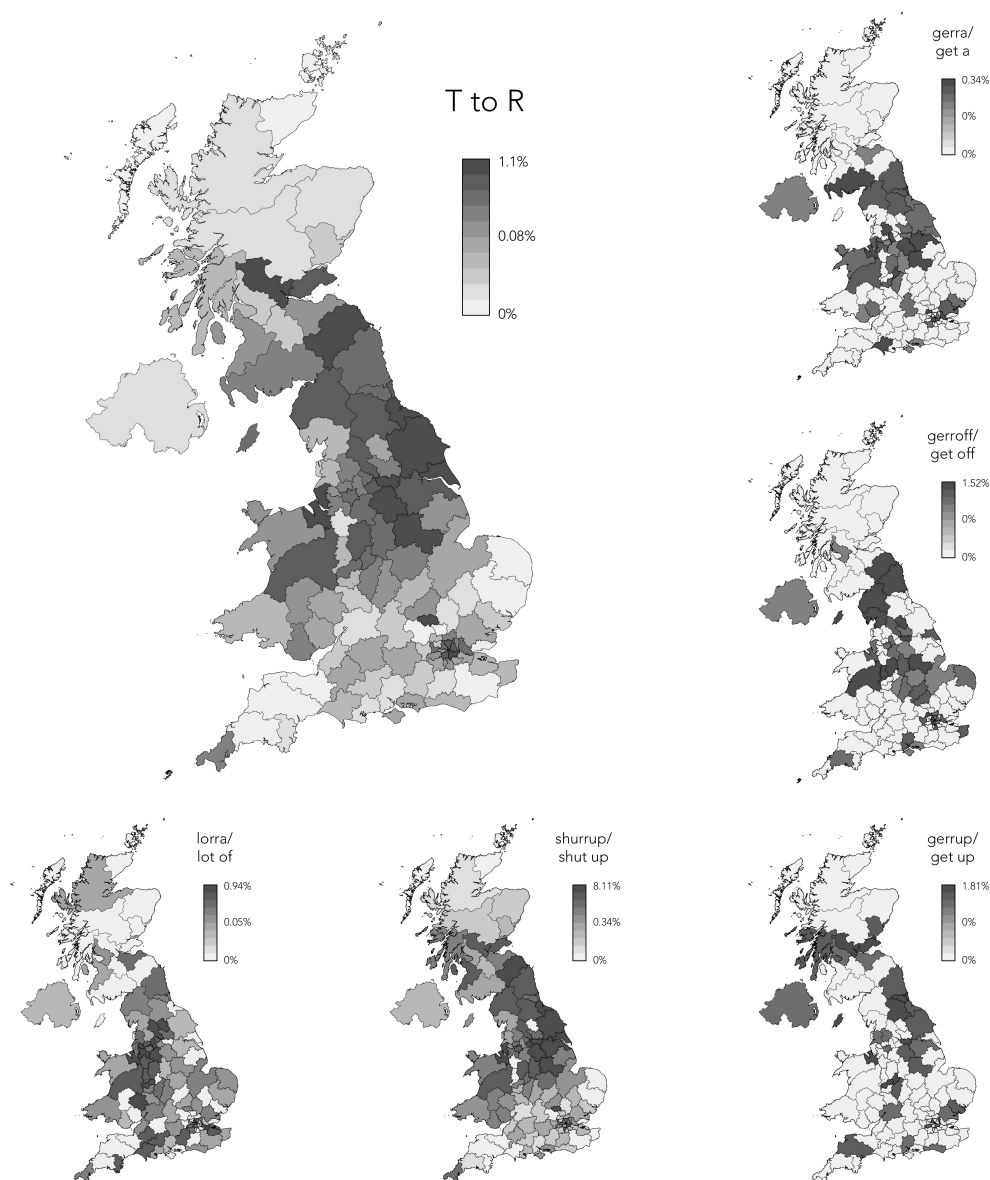 T to R
1.1%
0.08%
0%
gerra/
get a
0.34%
0%
0%
gerroff/
get off
1.52%
0%
0%
lorra/
lot of
0.94%
0.05%
0%
shurrup/
shut up
8.11%
0.34%
0%
gerrup/
get up
1.81%
0%
0%